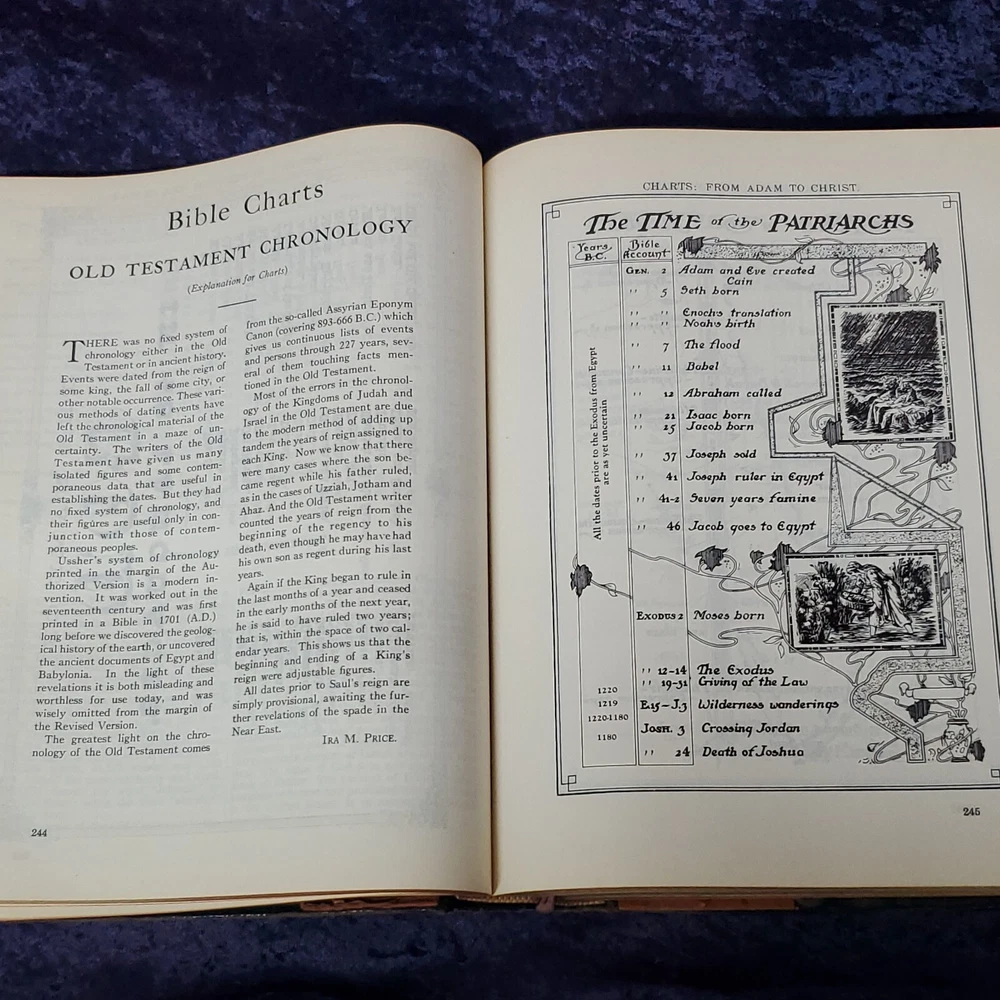 Bible Charts
OLD TESTAMENT CHRONOLOGY
(Explanation for Charts)
THERE was no fixed system of
chronology either in the Old
Testament or in ancient history.
Events were dated from the reign of
some king, the fall of some city, or
other notable occurrence. These vari-
ous methods of dating events have
left the chronological material of the
Old Testament in a maze of un-
certainty. The writers of the Old
Testament have given us many
isolated figures and some contem-
poraneous data that are useful in
establishing the dates. But they had
no fixed system of chronology, and
their figures are useful only in con-
junction with those of contem-
poraneous peoples.
Ussher's system of chronology
printed in the margin of the Au-
thorized Version is a modern in-
vention. It was worked out in the
seventeenth century and was first
printed in a Bible in 1701 (A.D.)
long before we discovered the geolog-
ical history of the earth, or uncovered
the ancient documents of Egypt and
Babylonia. In the light of these
revelations it is both misleading and
worthless for use today, and was
wisely omitted from the margin of
the Revised Version.
The greatest light on the chro-
nology of the Old Testament comes
from the so-called Assyrian Eponym
Canon (covering 893-666 B.C.) which
gives us continuous lists of events
and persons through 227 years, sev-
eral of them touching facts men-
tioned in the Old Testament.
Most of the errors in the chronol-
ogy of the Kingdoms of Judah and
Israel in the Old Testament are due
to the modern method of adding up
tandem the years of reign assigned to
each King. Now we know that there
were many cases where the son be-
came regent while his father ruled,
as in the cases of Uzziah, Jotham and
Ahaz. And the Old Testament writer
counted the years of reign from the
beginning of the regency to his
death, even though he may have had
his own son as regent during his last
years.
Again if the King began to rule in
the last months of a year and ceased
in the early months of the next year,
he is said to have ruled two years;
that is, within the space of two cal-
endar years. This shows us that the
beginning and ending of a King's
reign were adjustable figures.
All dates prior to Saul's reign are
simply provisional, awaiting the fur-
ther revelations of the spade in the
Near East.
IRA M. PRICE.
244
CHARTS: FROM ADAM TO CHRIST.
The TIME of the PATRIARCHS
Years B.C. Bible Account
All the dates prior to the Exodus from Egypt
are as yet uncertain
GEN. 2 Adam and Eve created
Cain
" 5 Seth born
" " Enochs translation
" " Noahs birth
" 7 The flood
" 11 Babel
" 12 Abraham called
" 21 Isaac born
" 25 Jacob born
" 37 Joseph sold
" 41 Joseph ruler in Egypt
" 41-2 Seven years famine
" 46 Jacob goes to Egypt
EXODUS 2 Moses born
" 12-14 The Exodus
1220 " 19-31 Giving of the Law
1219 E15-J.3 Wilderness wanderings
1220-1180 JOSH. 3 Crossing Jordan
1180 " 24 Death of Joshua
245